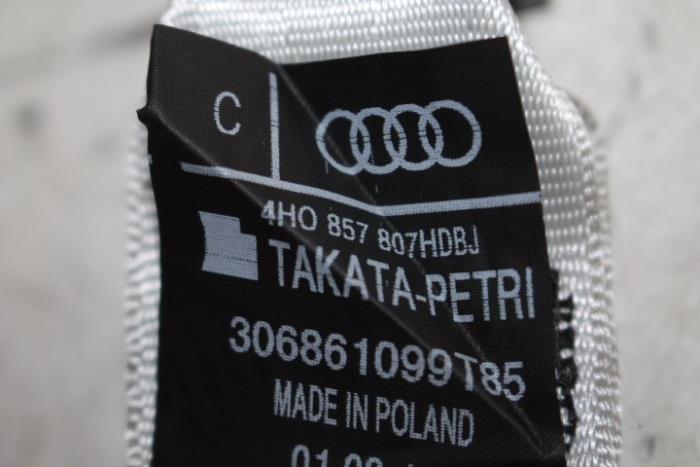 C
4H0 857 807HDBJ
TAKATA-PETRI
306861099T85
MADE IN POLAND